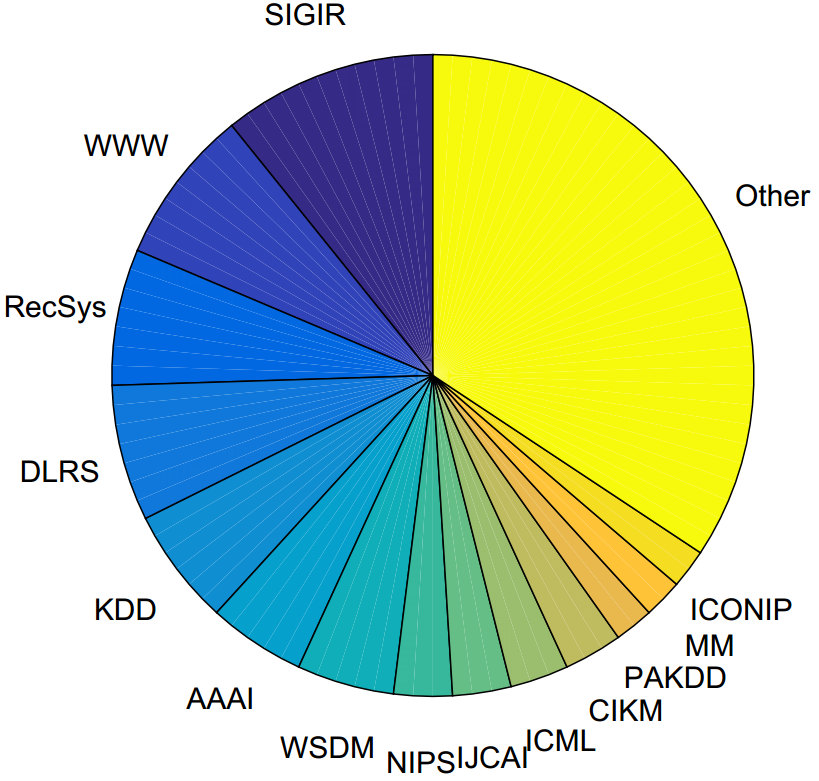 SIGIR
WWW
Other
RecSys
DLRS
KDD
ICONIP
MM
PAKDD
AAAI
CIKM
WSDM
ICML
NIPS
IJCAI